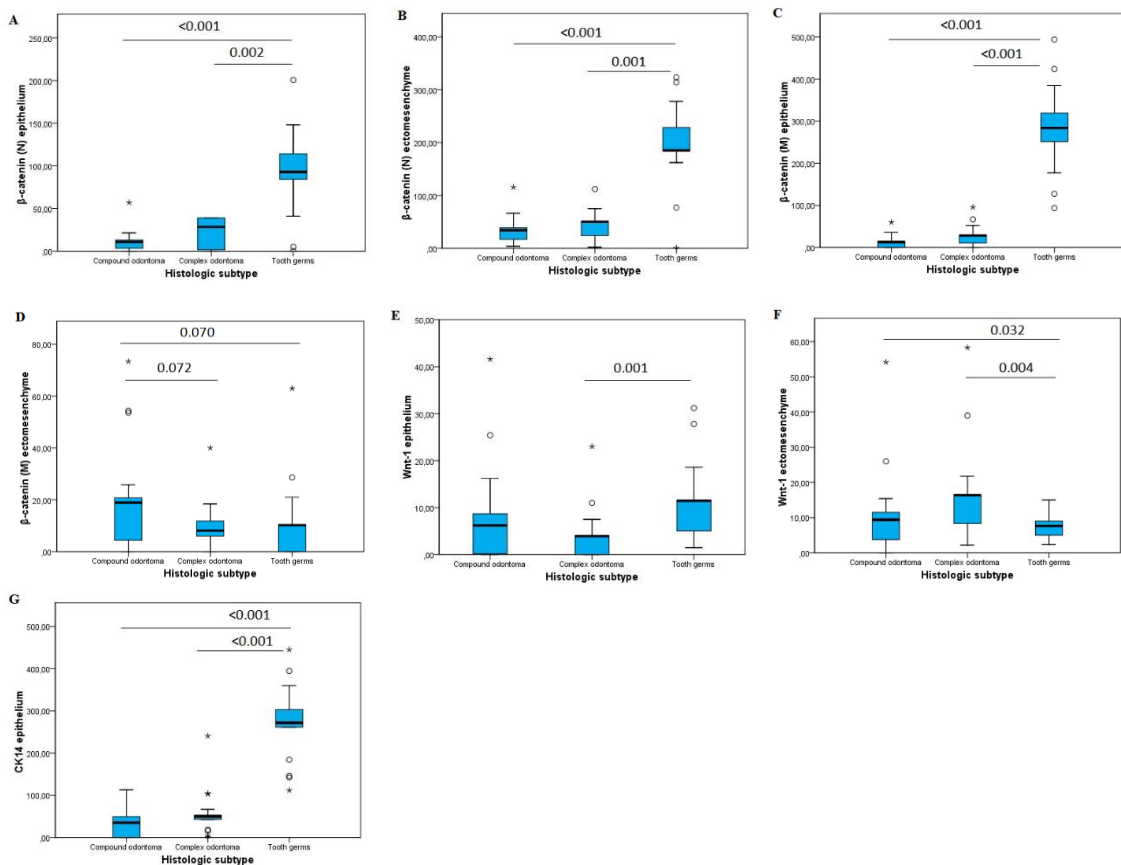 A
<0.001
0.002
250,00
200,00
150,00
100,00
50,00
,00
β-catenin (N) epithelium
Compound odontoma Complex odontoma Tooth germs
Histologic subtype
B
<0.001
0.001
400,00
300,00
200,00
100,00
,00
β-catenin (N) ectomesenchyme
Compound odontoma Complex odontoma Tooth germs
Histologic subtype
C
<0.001
<0.001
500,00
400,00
300,00
200,00
100,00
,00
β-catenin (M) epithelium
Compound odontoma Complex odontoma Tooth germs
Histologic subtype
D
0.070
0.072
80,00
60,00
40,00
20,00
,00
β-catenin (M) ectomesenchyme
Compound odontoma Complex odontoma Tooth germs
Histologic subtype
E
0.001
50,00
40,00
30,00
20,00
10,00
,00
Wnt-1 epithelium
Compound odontoma Complex odontoma Tooth germs
Histologic subtype
F
0.032
0.004
60,00
50,00
40,00
30,00
20,00
10,00
,00
Wnt-1 ectomesenchyme
Compound odontoma Complex odontoma Tooth germs
Histologic subtype
G
<0.001
<0.001
500,00
400,00
300,00
200,00
100,00
,00
CK14 epithelium
Compound odontoma Complex odontoma Tooth germs
Histologic subtype